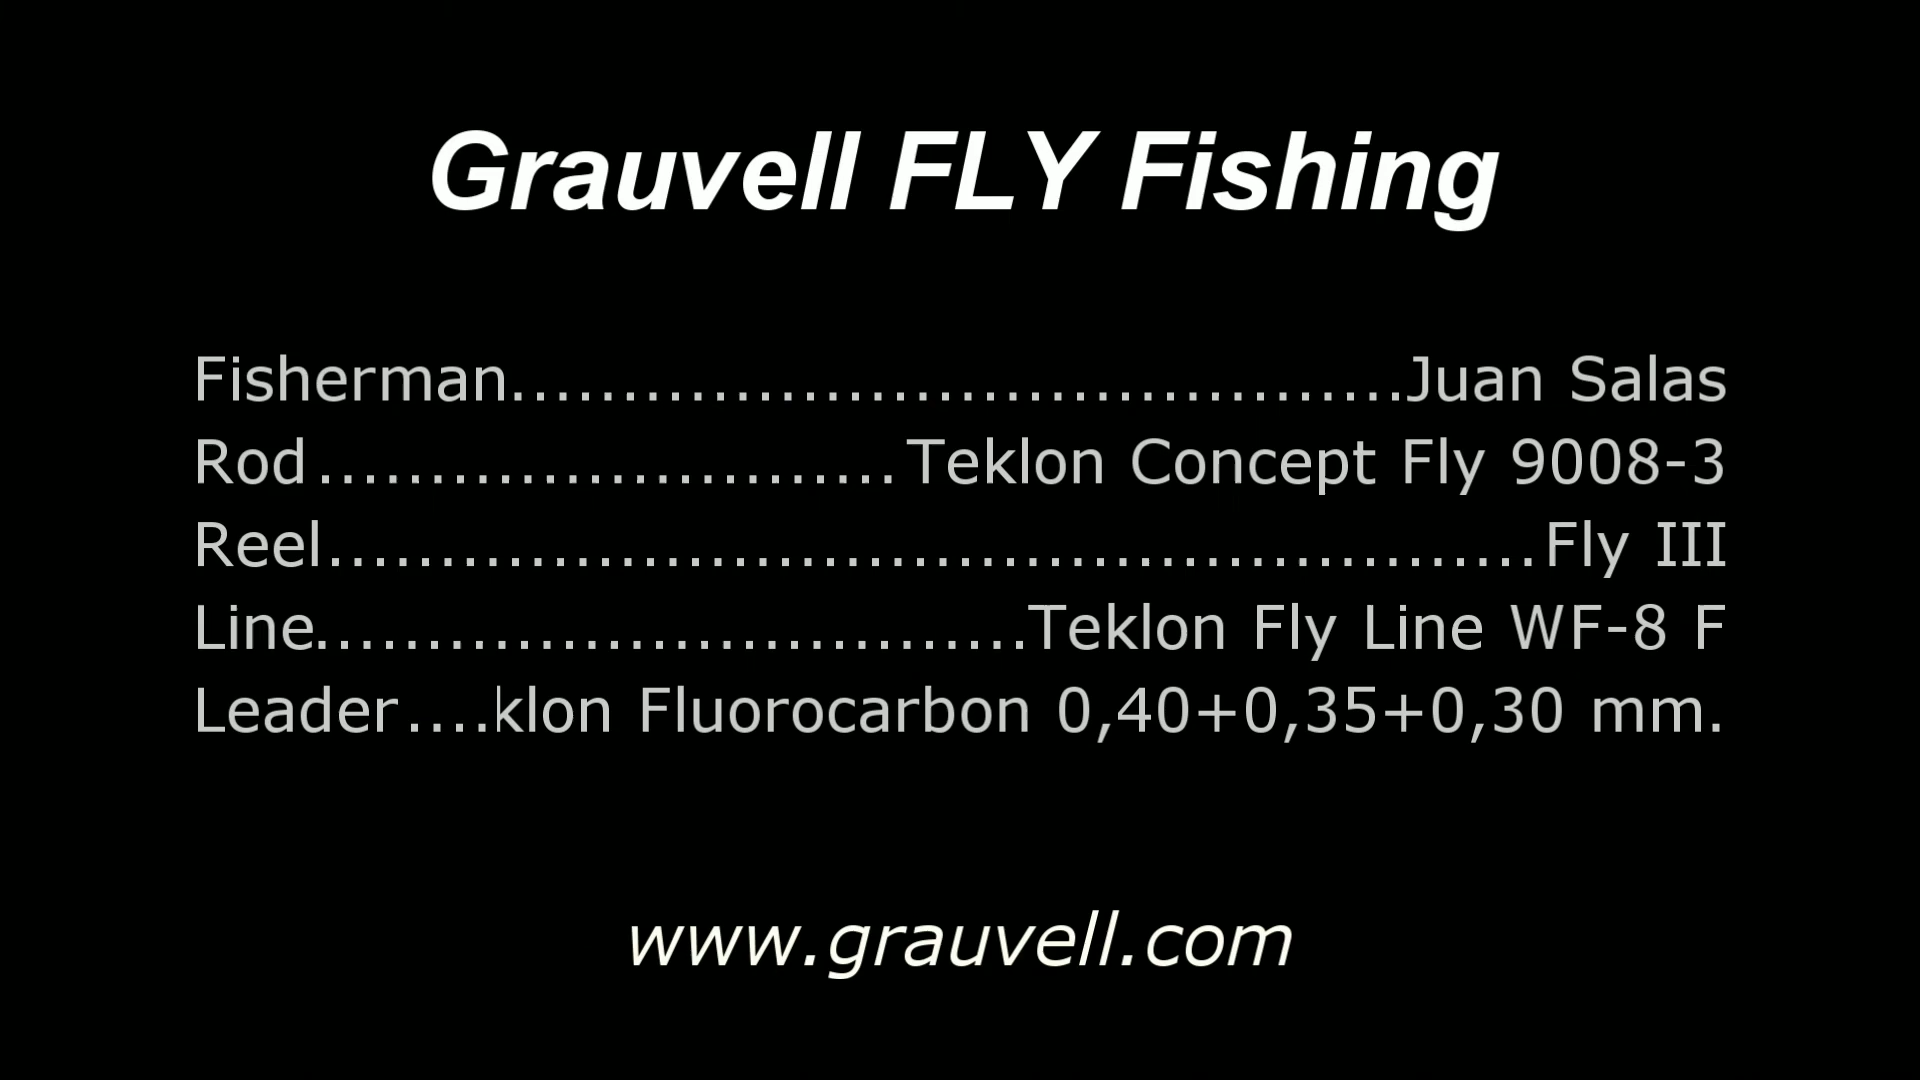 Grauvell FLY Fishing
Fisherman.......................................Juan Salas
Rod.........................Teklon Concept Fly 9008-3
Reel.....................................................Fly III
Line...............................Teklon Fly Line WF-8 F
Leader....klon Fluorocarbon 0,40+0,35+0,30 mm.
www.grauvell.com